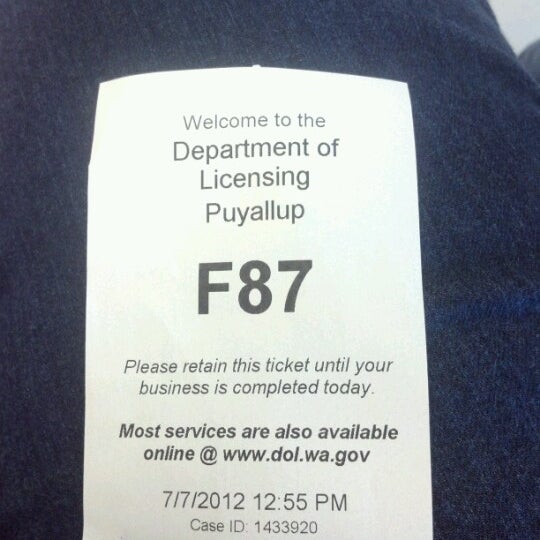 Welcome to the
Department of
Licensing
Puyallup
F87
Please retain this ticket until your
business is completed today.
Most services are also available
online @ www.dol.wa.gov
7/7/2012 12:55 PM
Case ID: 1433920